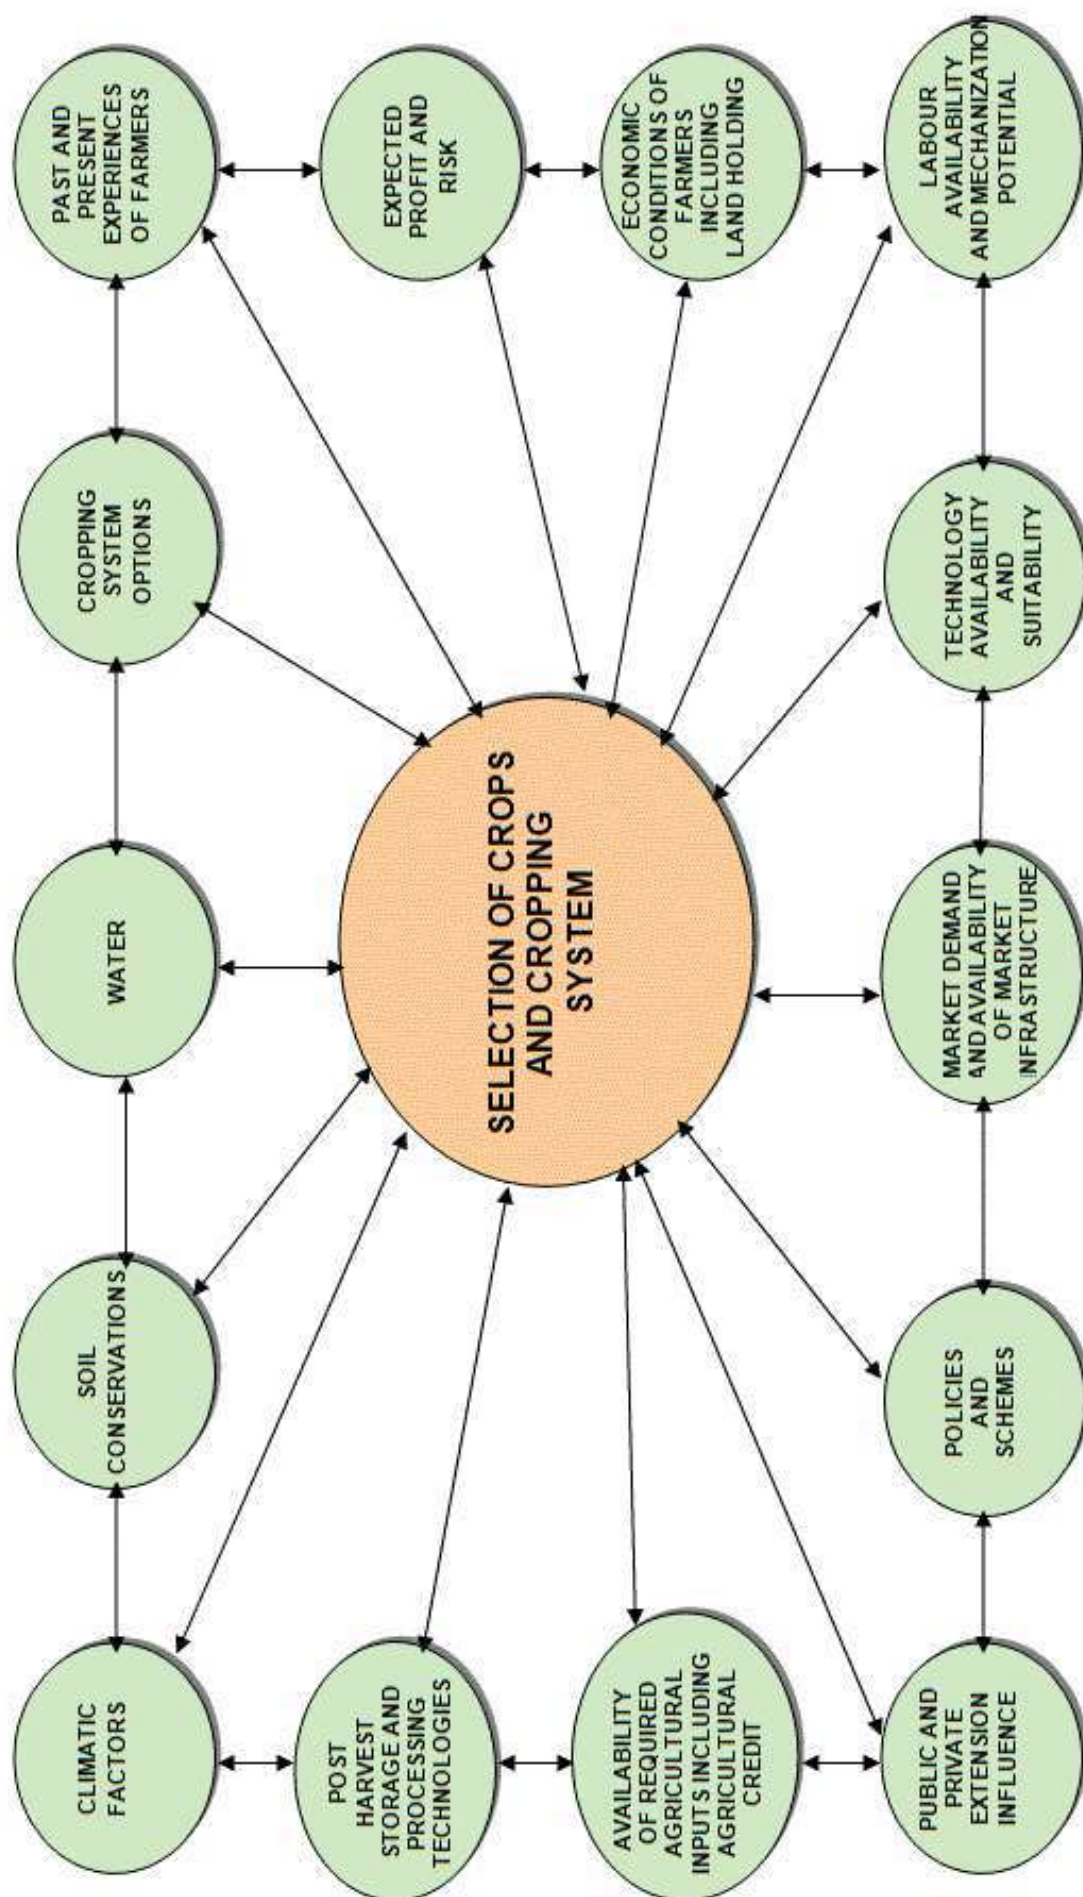 CLIMATIC
FACTORS
SOIL
CONSERVATIONS
WATER
CROPPING
SYSTEM
OPTIONS
PAST AND
PRESENT
EXPERIENCES
OF FARMERS
POST
HARVEST
STORAGE AND
PROCESSING
TECHNOLOGIES
EXPECTED
PROFIT AND
RISK
SELECTION OF CROPS
AND CROPPING
SYSTEM
AVAILABILITY
OF REQUIRED
AGRICULTURAL
INPUTS INCLUDING
AGRICULTURAL
CREDIT
ECONOMIC
CONDITIONS OF
FARMERS
INCLUDING
LAND HOLDING
PUBLIC AND
PRIVATE
EXTENSION
INFLUENCE
POLICIES
AND
SCHEMES
MARKET DEMAND
AND AVAILABILITY
OF MARKET
INFRASTRUCTURE
TECHNOLOGY
AVAILABILITY
AND
SUITABILITY
LABOUR
AVAILABILITY
AND MECHANIZATION
POTENTIAL